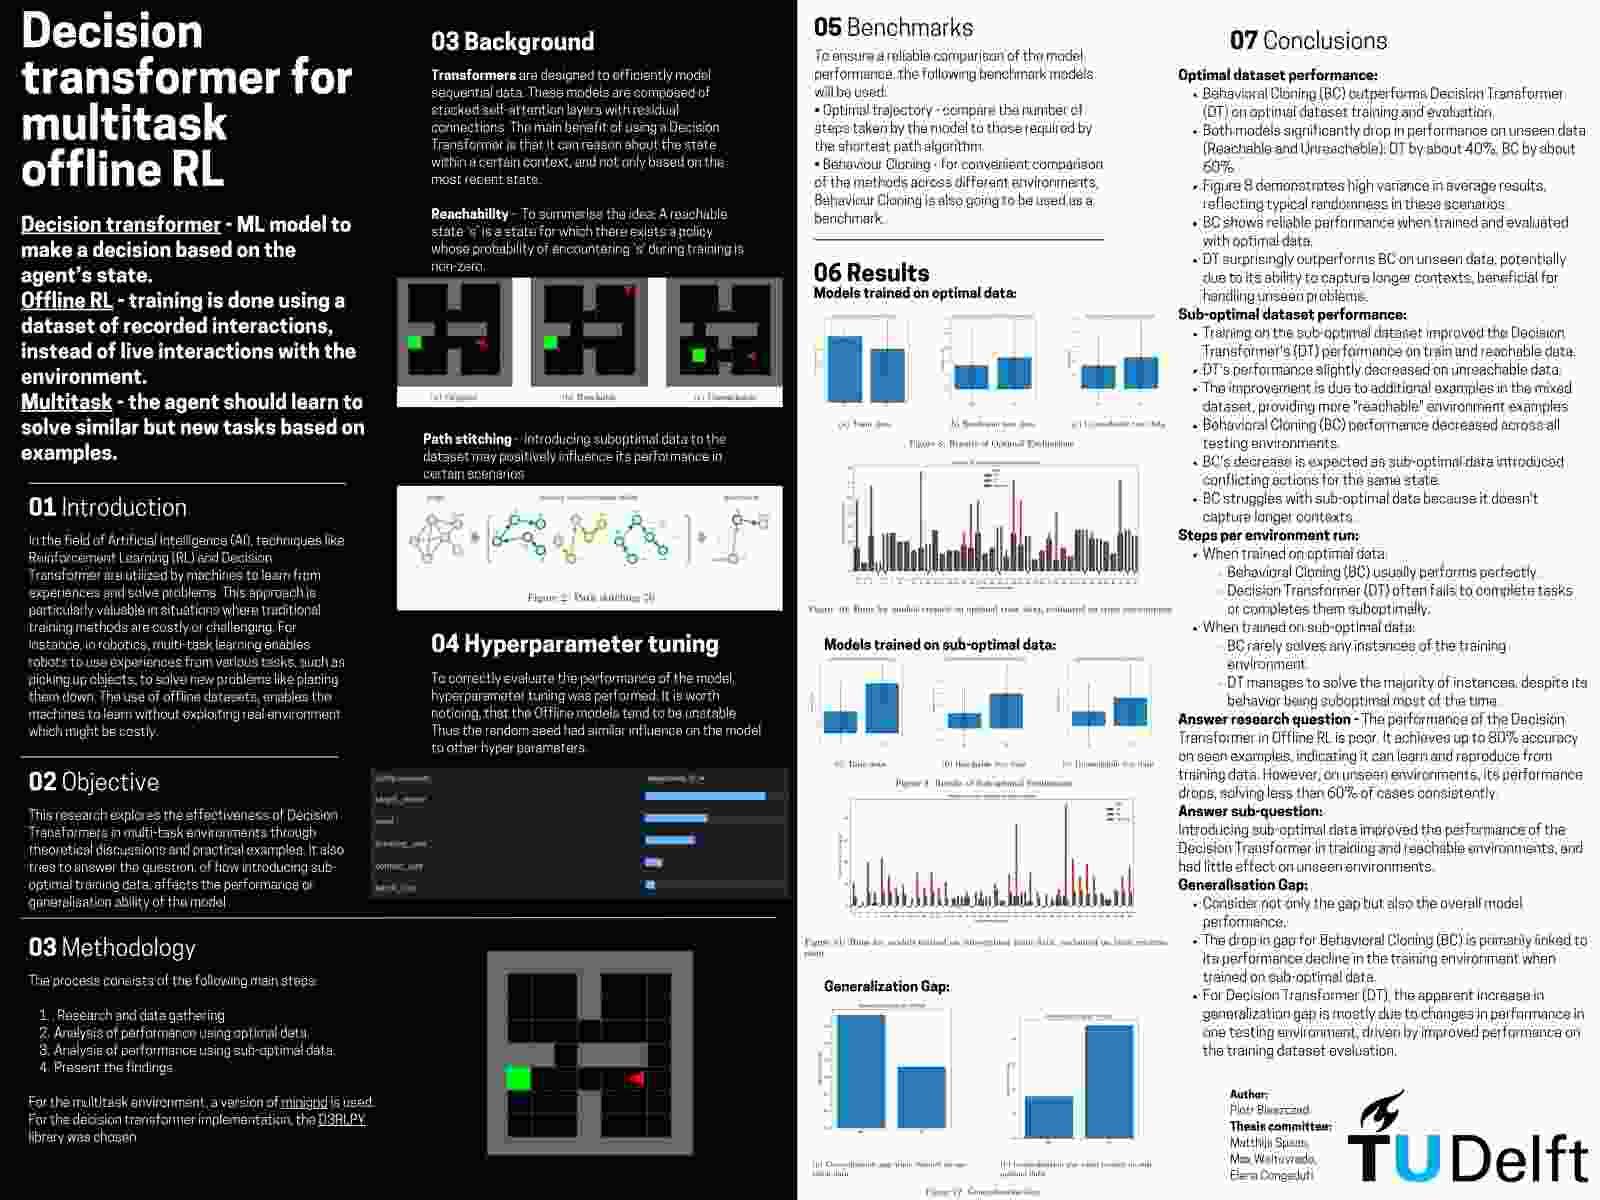 Decision
transformer for
multitask
offline RL
Decision transformer - ML model to
make a decision based on the
agent's state.
Offline RL - training is done using a
dataset of recorded interactions,
instead of live interactions with the
environment.
Multitask - the agent should learn to
solve similar but new tasks based on
examples.
01 Introduction
In the field of Artificial Intelligence (AI), techniques like
Reinforcement Learning (RL) and Decision
Transformer are utilized by machines to learn from
experiences and solve problems. This approach is
particularly valuable in situations where traditional
training methods are costly or challenging. For
instance, in robotics, multi-task learning enables
robots to use experiences from various tasks, such as
picking up objects, to solve new problems like placing
them down. The use of offline datasets, enables the
machines to learn without exploiting real environment
which might be costly.
02 Objective
This research explores the effectiveness of Decision
Transformers in multi-task environments through
theoretical discussions and practical examples. It also
tries to answer the question, of how introducing sub-
optimal training data, affects the performance or
generalisation ability of the model
03 Methodology
The process consists of the following main steps:
1. . Research and data gathering
2. Analysis of performance using optimal data.
3. Analysis of performance using sub-optimal data.
4. Present the findings
For the multitask environment, a version of minigrid is used.
For the decision transformer implementation, the D3RLPY
library was chosen
03 Background
Transformers are designed to efficiently model
sequential data. These models are composed of
stacked self-attention layers with residual
connections. The main benefit of using a Decision
Transformer is that it can reason about the state
within a certain context, and not only based on the
most recent state.
Reachability - To summarise the idea: A reachable
state 's' is a state for which there exists a policy
whose probability of encountering 's' during training is
non-zero.
(a) Original (b) Reachable (c) Unreachable
Path stitching - Introducing suboptimal data to the
dataset may positively influence its performance in
certain scenarios
Figure 2: Path stitching
04 Hyperparameter tuning
To correctly evaluate the performance of the model,
hyperparameter tuning was performed. It is worth
noticing, that the Offline models tend to be unstable
Thus the random seed had similar influence on the model
to other hyper parameters.
context_size
batch_size
05 Benchmarks
To ensure a reliable comparison of the model
performance, the following benchmark models
will be used:
• Optimal trajectory - compare the number of
steps taken by the model to those required by
the shortest path algorithm.
• Behaviour Cloning - for convenient comparison
of the methods across different environments,
Behaviour Cloning is also going to be used as a
benchmark.
06 Results
Models trained on optimal data:
(a) Train data (b) Reachable test data (c) Unreachable test data
Figure 8: Results of Optimal Evaluations
Figure 10: Runs by models trained on optimal train data, evaluated on train environment
Models trained on sub-optimal data:
(a) Train data (b) Reachable test data (c) Unreachable test data
Figure 9: Results of Sub-optimal Evaluations
Figure 11: Runs by models trained on sub-optimal train data, evaluated on train environ-
ment
Generalization Gap:
Figure 12: Generalization Gap
07 Conclusions
Optimal dataset performance:
• Behavioral Cloning (BC) outperforms Decision Transformer
(DT) on optimal dataset training and evaluation.
• Both models significantly drop in performance on unseen data
(Reachable and Unreachable): DT by about 40%, BC by about
60%.
• Figure 8 demonstrates high variance in average results,
reflecting typical randomness in these scenarios.
• BC shows reliable performance when trained and evaluated
with optimal data.
• DT surprisingly outperforms BC on unseen data, potentially
due to its ability to capture longer contexts, beneficial for
handling unseen problems.
Sub-optimal dataset performance:
• Training on the sub-optimal dataset improved the Decision
Transformer's (DT) performance on train and reachable data.
• DT's performance slightly decreased on unreachable data.
• The improvement is due to additional examples in the mixed
dataset, providing more "reachable" environment examples
• Behavioral Cloning (BC) performance decreased across all
testing environments.
• BC's decrease is expected as sub-optimal data introduced
conflicting actions for the same state.
• BC struggles with sub-optimal data because it doesn't
capture longer contexts.
Steps per environment run:
• When trained on optimal data:
◦ Behavioral Cloning (BC) usually performs perfectly.
◦ Decision Transformer (DT) often fails to complete tasks
or completes them suboptimally.
• When trained on sub-optimal data:
◦ BC rarely solves any instances of the training
environment.
◦ DT manages to solve the majority of instances, despite its
behavior being suboptimal most of the time.
Answer research question - The performance of the Decision
Transformer in Offline RL is poor. It achieves up to 80% accuracy
on seen examples, indicating it can learn and reproduce from
training data. However, on unseen environments, its performance
drops, solving less than 60% of cases consistently.
Answer sub-question:
Introducing sub-optimal data improved the performance of the
Decision Transformer in training and reachable environments, and
had little effect on unseen environments.
Generalisation Gap:
• Consider not only the gap but also the overall model
performance.
• The drop in gap for Behavioral Cloning (BC) is primarily linked to
its performance decline in the training environment when
trained on sub-optimal data.
• For Decision Transformer (DT), the apparent increase in
generalization gap is mostly due to changes in performance in
one testing environment, driven by improved performance on
the training dataset evaluation.
Author:
Thesis committee:
TU Delft